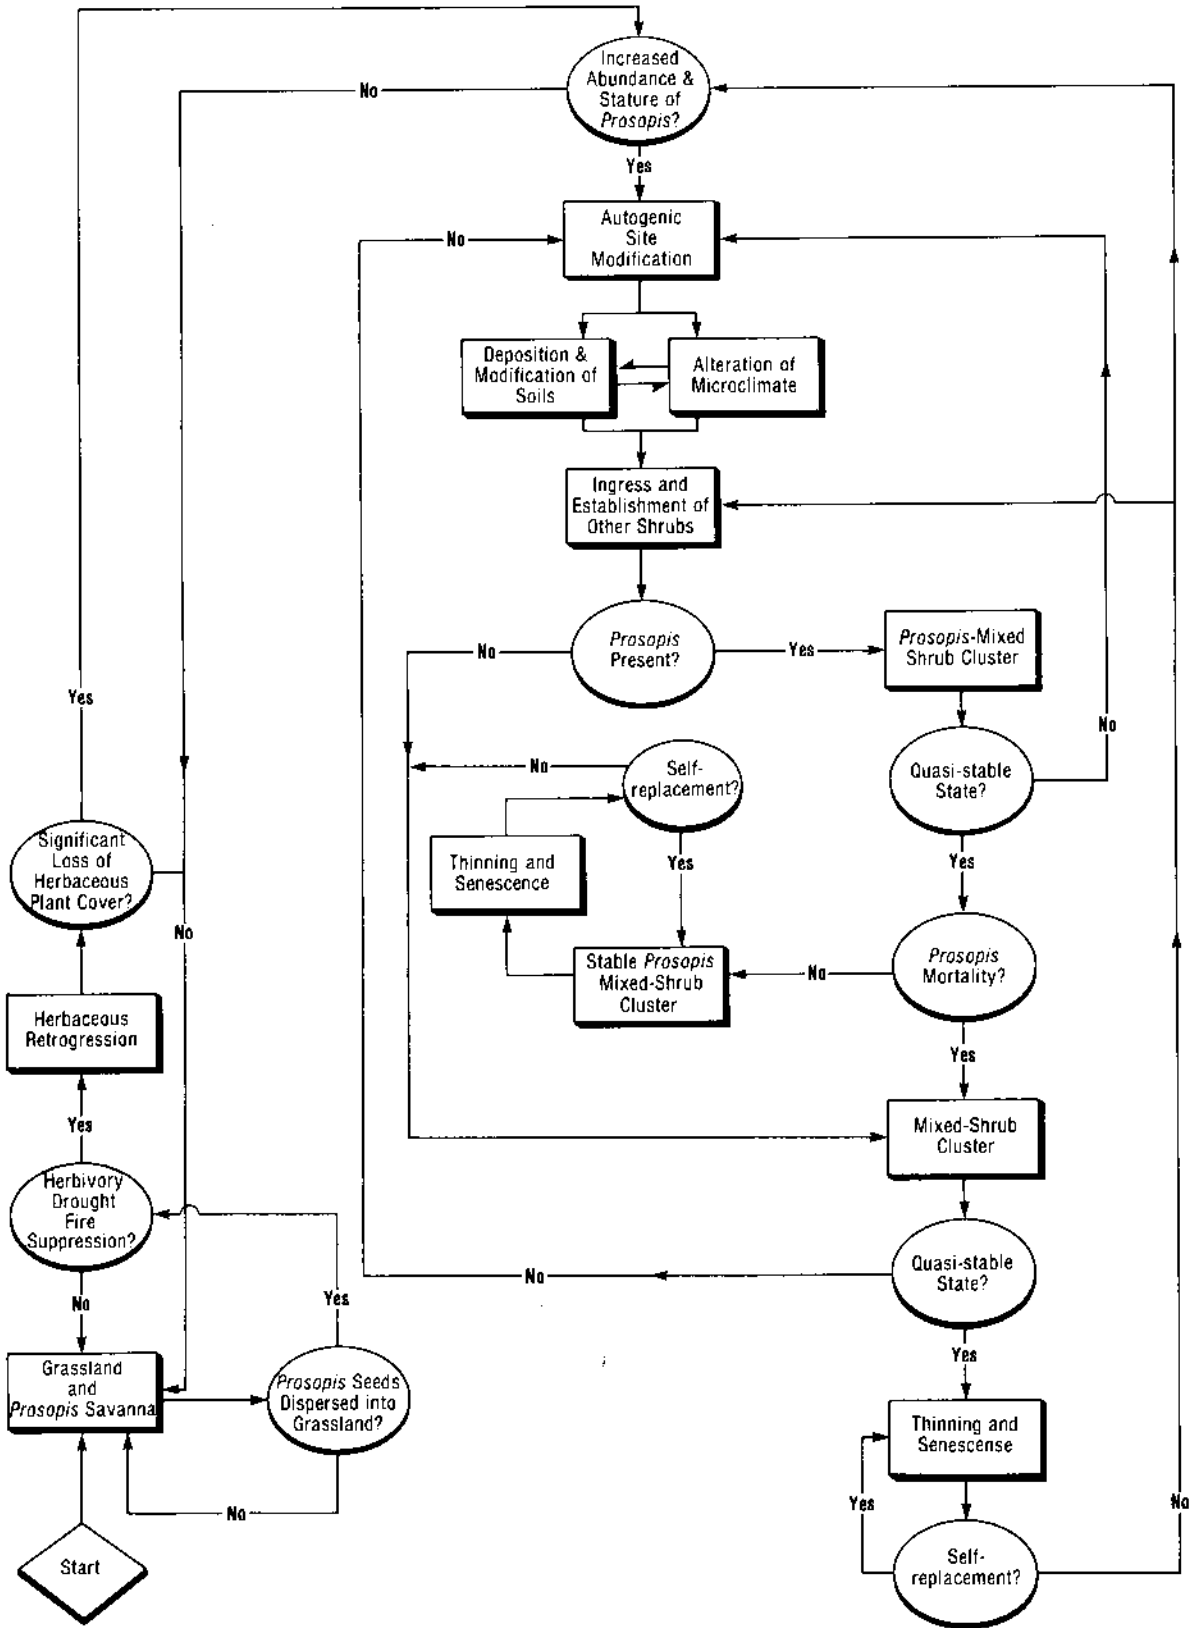 Increased
Abundance &
Stature of
Prosopis?
No
Yes
Autogenic
Site
Modification
No
Deposition &
Modification of
Soils
Alteration of
Microclimate
Ingress and
Establishment of
Other Shrubs
Prosopis
Present?
No
Yes
Prosopis-Mixed
Shrub Cluster
No
Quasi-stable
State?
Yes
Self-
replacement?
No
Yes
Thinning and
Senescence
Stable Prosopis
Mixed-Shrub
Cluster
No
Prosopis
Mortality?
Yes
Mixed-Shrub
Cluster
Quasi-stable
State?
No
Yes
Thinning and
Senescense
Yes
Self-
replacement?
No
Yes
Significant
Loss of
Herbaceous
Plant Cover?
No
Herbaceous
Retrogression
Yes
Herbivory
Drought
Fire
Suppression?
No
Yes
Grassland
and
Prosopis Savanna
Prosopis Seeds
Dispersed into
Grassland?
No
Start